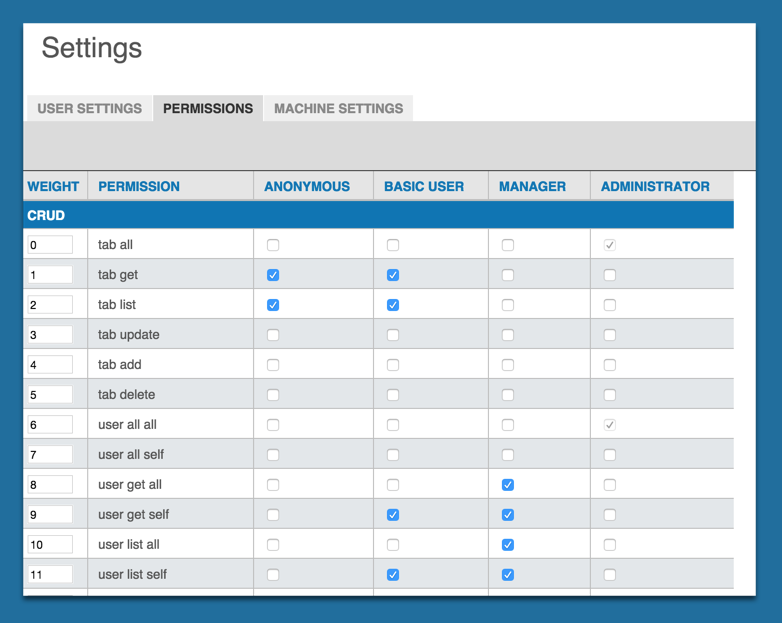 Settings
USER SETTINGS PERMISSIONS MACHINE SETTINGS
WEIGHT PERMISSION ANONYMOUS BASIC USER MANAGER ADMINISTRATOR
CRUD
0 tab all
1 tab get
2 tab list
3 tab update
4 tab add
5 tab delete
6 user all all
7 user all self
8 user get all
9 user get self
10 user list all
11 user list self